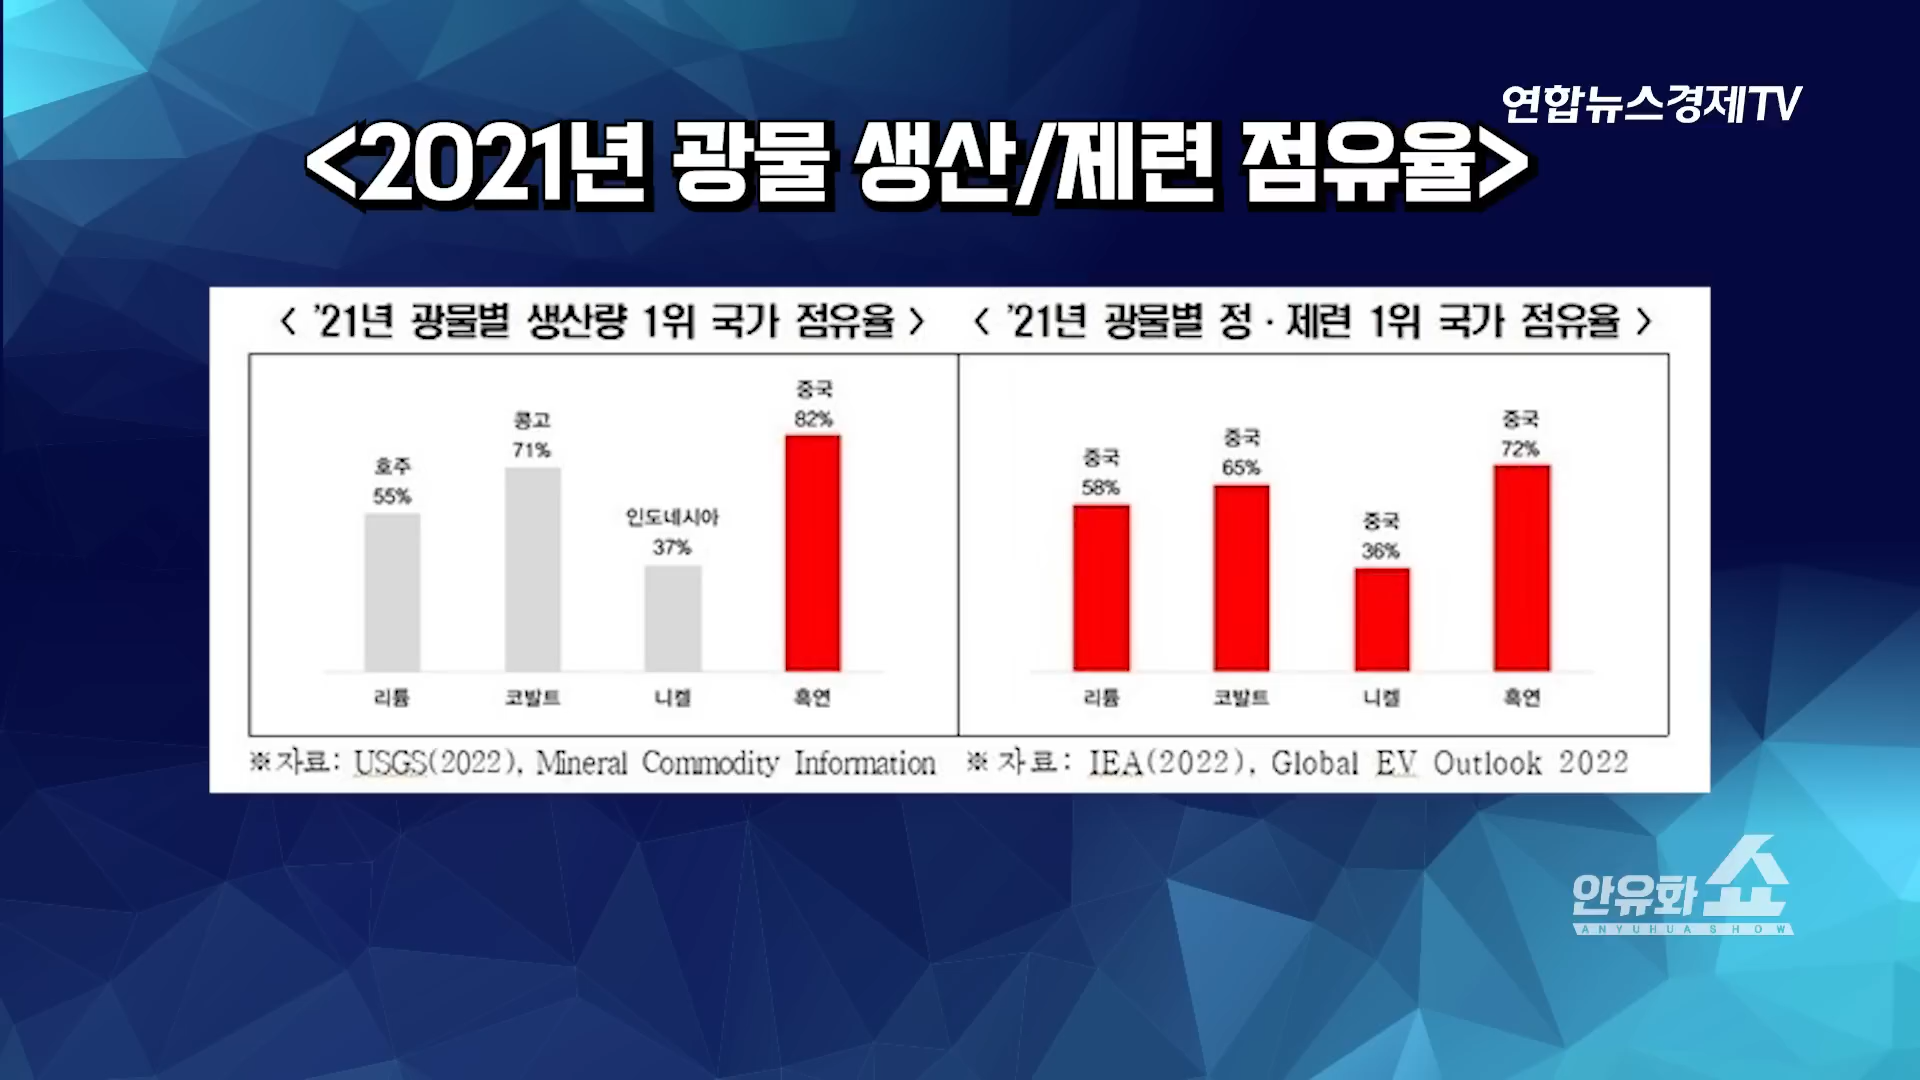 연합뉴스경제TV
<2021년 광물 생산/제련 점유율>
< '21년 광물별 생산량 1위 국가 점유율 >
호주
55%
콩고
71%
인도네시아
37%
중국
82%
리튬
코발트
니켈
흑연
※자료: USGS(2022), Mineral Commodity Information
< '21년 광물별 정·제련 1위 국가 점유율 >
중국
58%
중국
65%
중국
36%
중국
72%
리튬
코발트
니켈
흑연
※ 자료: IEA(2022), Global EV Outlook 2022
안유화쇼
ANYUHUA SHOW